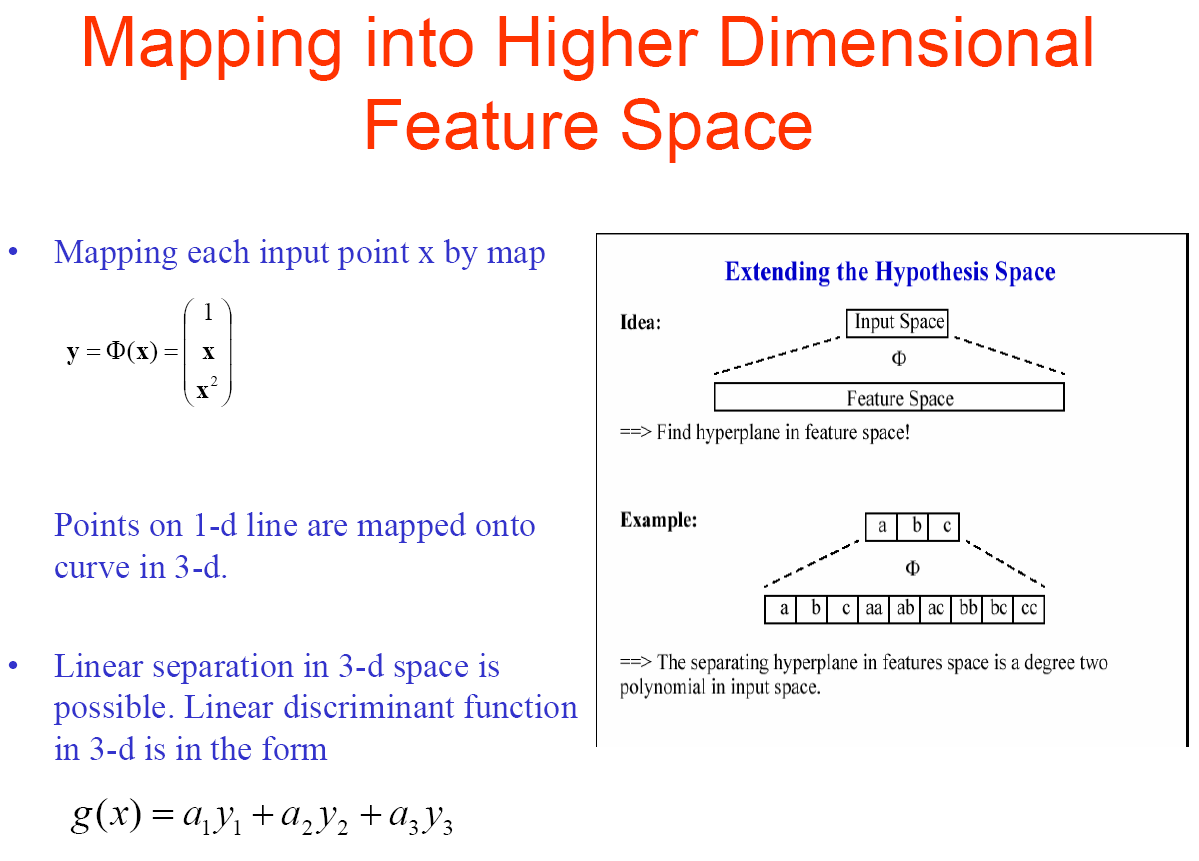 Mapping into Higher Dimensional
Feature Space
• Mapping each input point x by map
y = Φ(x) = ( 1
x
x² )
Points on 1-d line are mapped onto
curve in 3-d.
• Linear separation in 3-d space is
possible. Linear discriminant function
in 3-d is in the form
g(x) = a₁y₁ + a₂y₂ + a₃y₃
Extending the Hypothesis Space
Idea:
Input Space
Φ
Feature Space
==> Find hyperplane in feature space!
Example:
a b c
Φ
a b c aa ab ac bb bc cc
==> The separating hyperplane in features space is a degree two
polynomial in input space.